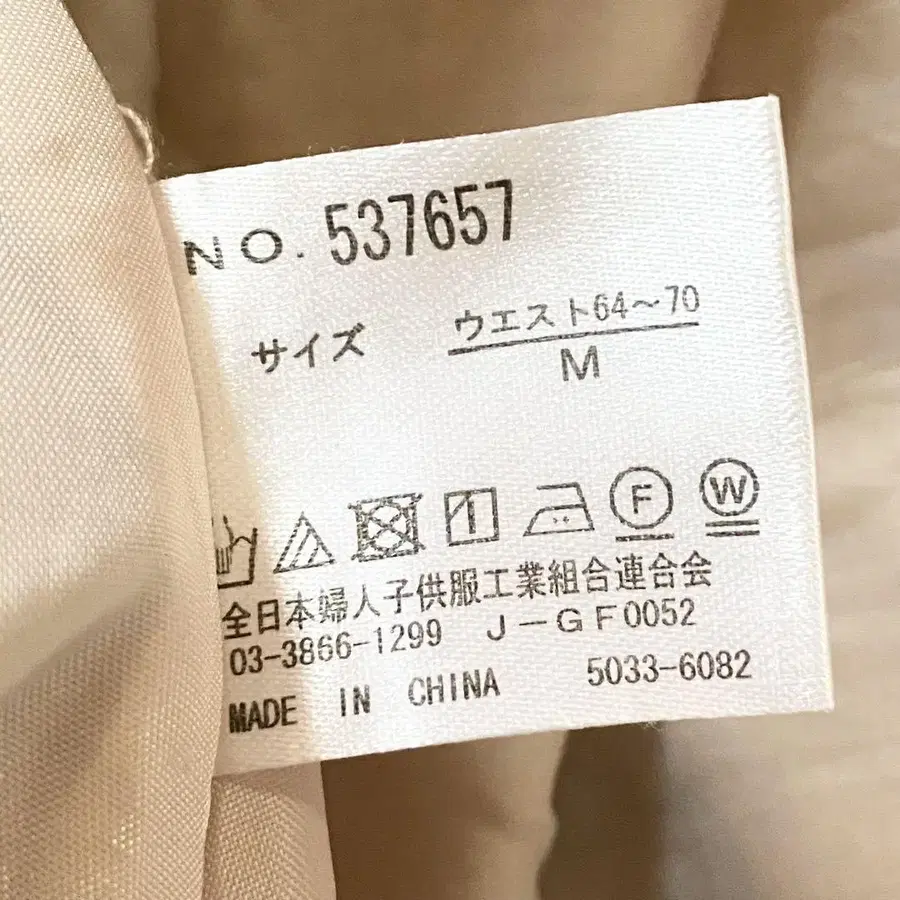 NO. 537657
サイズ ウエスト64～70
M
F W
全日本婦人子供服工業組合連合会
03-3866-1299 J-GF0052
MADE IN CHINA 5033-6082